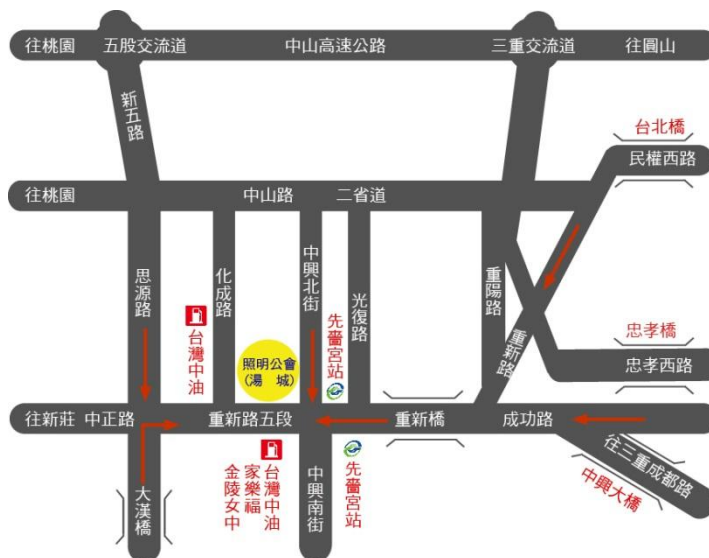 往桃園 五股交流道 中山高速公路 三重交流道 往圓山
新五路
台北橋
民權西路
往桃園 中山路 二省道
思源路
化成路
中興北街
光復路
重陽路
重新路
台灣中油
照明公會
(湯 城)
先嗇宮站
忠孝橋
忠孝西路
往新莊 中正路 重新路五段 重新橋 成功路
大漢橋
台灣中油
家樂福
金陵女中
中興南街
先嗇宮站
往三重成都路
中興大橋